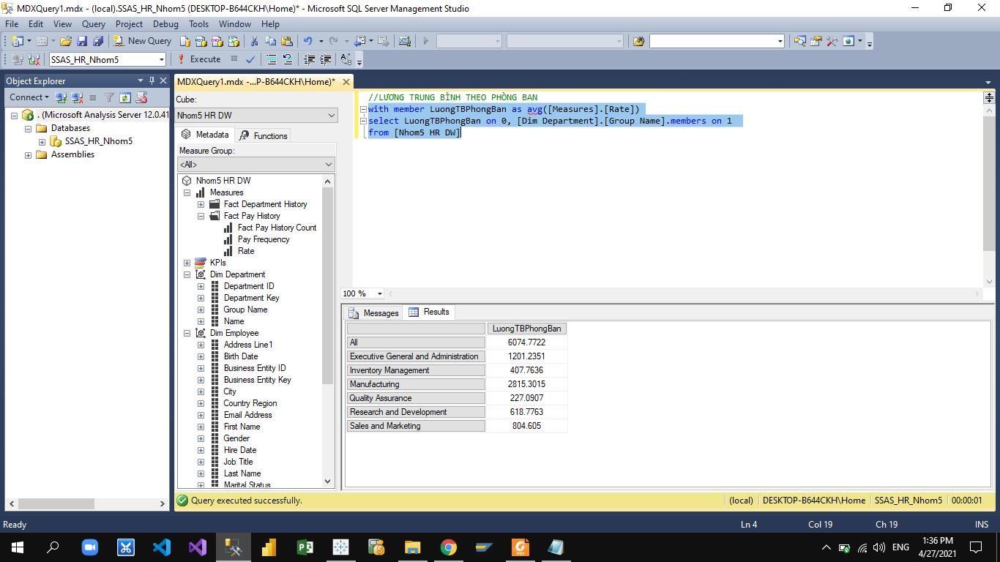 MDXQuery1.mdx - (local).SSAS_HR_Nhom5 (DESKTOP-B644CKH\Home)* - Microsoft SQL Server Management Studio
File Edit View Query Project Debug Tools Window Help
New Query
SSAS_HR_Nhom5 Execute
Object Explorer
Connect
. (Microsoft Analysis Server 12.0.41
Databases
SSAS_HR_Nhom5
Assemblies
MDXQuery1.mdx -...P-B644CKH\Home)*
Cube:
Nhom5 HR DW
Metadata Functions
Measure Group:
<All>
Nhom5 HR DW
Measures
Fact Department History
Fact Pay History
Fact Pay History Count
Pay Frequency
Rate
KPIs
Dim Department
Department ID
Department Key
Group Name
Name
Dim Employee
Address Line1
Birth Date
Business Entity ID
Business Entity Key
City
Country Region
Email Address
First Name
Gender
Hire Date
Job Title
Last Name
Marital Status
//LƯƠNG TRUNG BÌNH THEO PHÒNG BAN
with member LuongTBPhongBan as avg([Measures].[Rate])
select LuongTBPhongBan on 0, [Dim Department].[Group Name].members on 1
from [Nhom5 HR DW]
100 %
Messages Results
LuongTBPhongBan
All 6074.7722
Executive General and Administration 1201.2351
Inventory Management 407.7636
Manufacturing 2815.3015
Quality Assurance 227.0907
Research and Development 618.7763
Sales and Marketing 804.605
Query executed successfully. (local) DESKTOP-B644CKH\Home SSAS_HR_Nhom5 00:00:01
Ready Ln 4 Col 19 Ch 19 INS
ENG
1:36 PM
4/27/2021